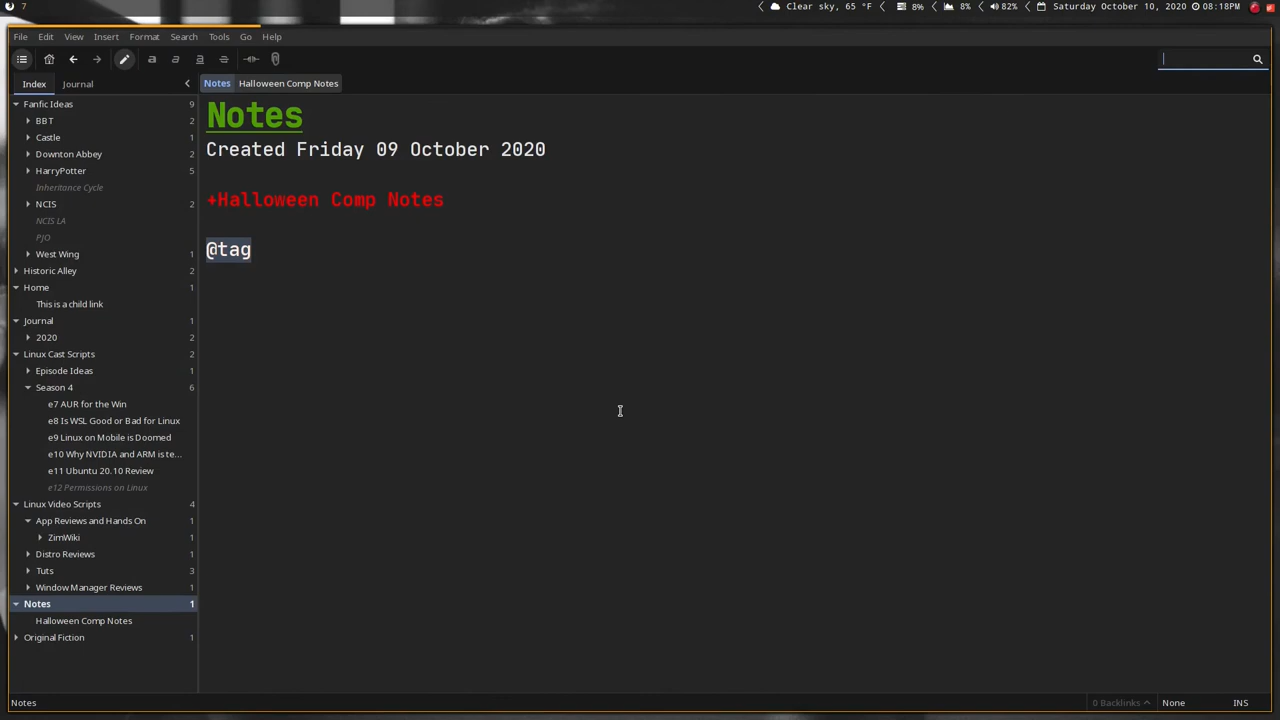 7
Clear sky, 65 °F
8%
8%
82%
Saturday October 10, 2020
08:18PM
File Edit View Insert Format Search Tools Go Help
Index Journal
Notes Halloween Comp Notes
Fanfic Ideas 9
BBT 2
Castle 1
Downton Abbey 2
HarryPotter 5
Inheritance Cycle
NCIS 2
NCIS LA
PJO
West Wing 1
Historic Alley 2
Home 1
This is a child link
Journal 1
2020 2
Linux Cast Scripts 2
Episode Ideas 1
Season 4 6
e7 AUR for the Win
e8 Is WSL Good or Bad for Linux
e9 Linux on Mobile is Doomed
e10 Why NVIDIA and ARM is te...
e11 Ubuntu 20.10 Review
e12 Permissions on Linux
Linux Video Scripts 4
App Reviews and Hands On 1
ZimWiki 1
Distro Reviews 1
Tuts 3
Window Manager Reviews 1
Notes 1
Halloween Comp Notes
Original Fiction 1
Notes
Created Friday 09 October 2020
+Halloween Comp Notes
@tag
Notes
0 Backlinks
None
INS